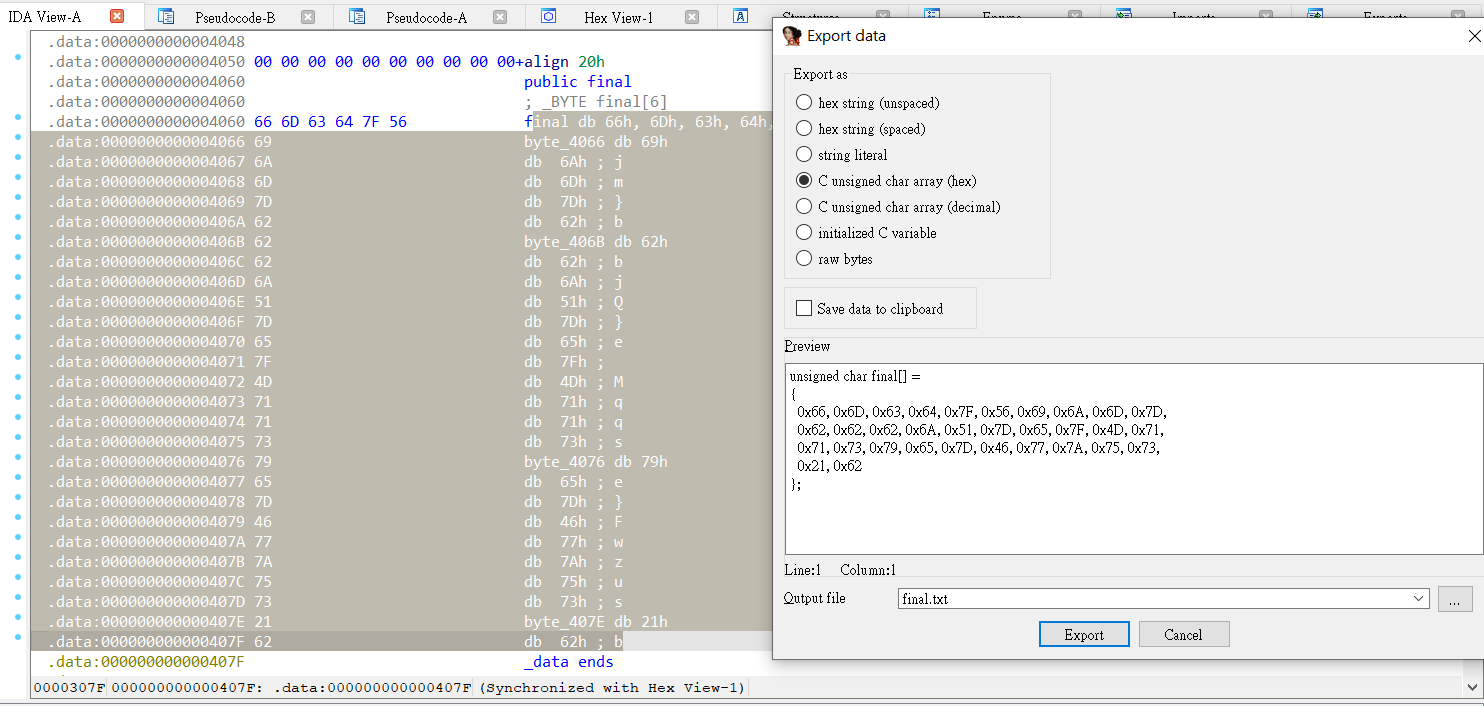 IDA View-A Pseudocode-B Pseudocode-A Hex View-1 Structures Enums Imports Exports
.data:0000000000004048
.data:0000000000004050 00 00 00 00 00 00 00 00 00 00+align 20h
.data:0000000000004060 public final
.data:0000000000004060 ; _BYTE final[6]
.data:0000000000004060 66 6D 63 64 7F 56 final db 66h, 6Dh, 63h, 64h,
.data:0000000000004066 69 byte_4066 db 69h
.data:0000000000004067 6A db 6Ah ; j
.data:0000000000004068 6D db 6Dh ; m
.data:0000000000004069 7D db 7Dh ; }
.data:000000000000406A 62 db 62h ; b
.data:000000000000406B 62 byte_406B db 62h
.data:000000000000406C 62 db 62h ; b
.data:000000000000406D 6A db 6Ah ; j
.data:000000000000406E 51 db 51h ; Q
.data:000000000000406F 7D db 7Dh ; }
.data:0000000000004070 65 db 65h ; e
.data:0000000000004071 7F db 7Fh ;
.data:0000000000004072 4D db 4Dh ; M
.data:0000000000004073 71 db 71h ; q
.data:0000000000004074 71 db 71h ; q
.data:0000000000004075 73 db 73h ; s
.data:0000000000004076 79 byte_4076 db 79h
.data:0000000000004077 65 db 65h ; e
.data:0000000000004078 7D db 7Dh ; }
.data:0000000000004079 46 db 46h ; F
.data:000000000000407A 77 db 77h ; w
.data:000000000000407B 7A db 7Ah ; z
.data:000000000000407C 75 db 75h ; u
.data:000000000000407D 73 db 73h ; s
.data:000000000000407E 21 byte_407E db 21h
.data:000000000000407F 62 db 62h ; b
.data:000000000000407F _data ends
0000307F 000000000000407F: .data:000000000000407F (Synchronized with Hex View-1)
Export data
Export as
hex string (unspaced)
hex string (spaced)
string literal
C unsigned char array (hex)
C unsigned char array (decimal)
initialized C variable
raw bytes
Save data to clipboard
Preview
unsigned char final[] =
{
0x66, 0x6D, 0x63, 0x64, 0x7F, 0x56, 0x69, 0x6A, 0x6D, 0x7D,
0x62, 0x62, 0x62, 0x6A, 0x51, 0x7D, 0x65, 0x7F, 0x4D, 0x71,
0x71, 0x73, 0x79, 0x65, 0x7D, 0x46, 0x77, 0x7A, 0x75, 0x73,
0x21, 0x62
};
Line:1 Column:1
Output file final.txt ...
Export Cancel